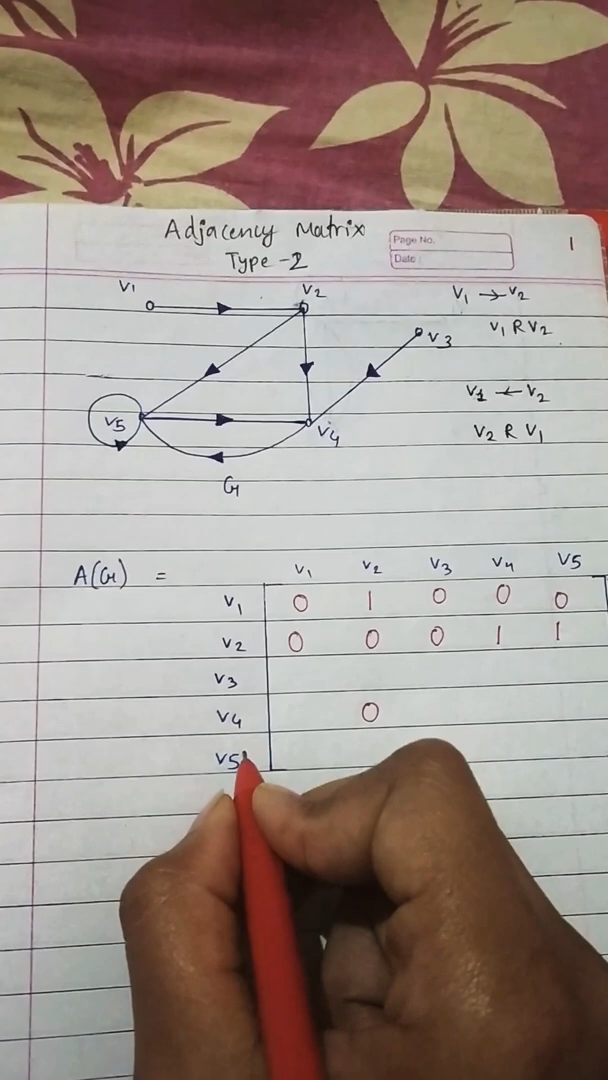 Adjacency Matrix
Type -2
Page No.
Date
1
V1
V2
V1 → V2
V3
V1 R V2
V1 ← V2
V5
V4
V2 R V1
G
A(G) =
V1 V2 V3 V4 V5
V1 0 1 0 0 0
V2 0 0 0 1 1
V3
V4 0
V5